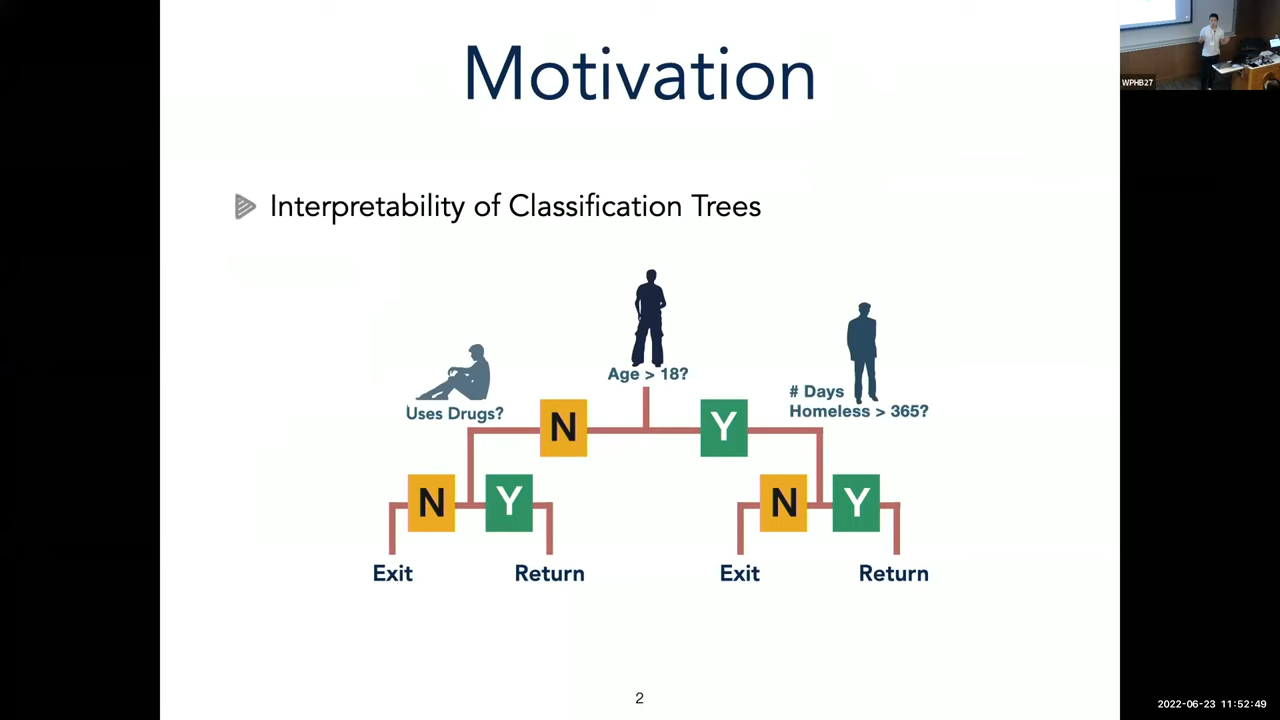 Motivation
WPHB27
Interpretability of Classification Trees
Age > 18?
Uses Drugs?
# Days
Homeless > 365?
N
Y
N
Y
N
Y
Exit
Return
Exit
Return
2
2022-06-23 11:52:49